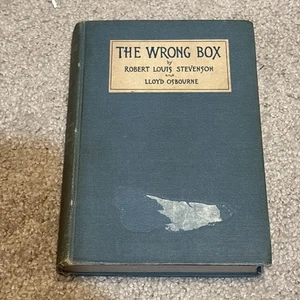 THE WRONG BOX
by
ROBERT LOUIS STEVENSON
AND
LLOYD OSBOURNE